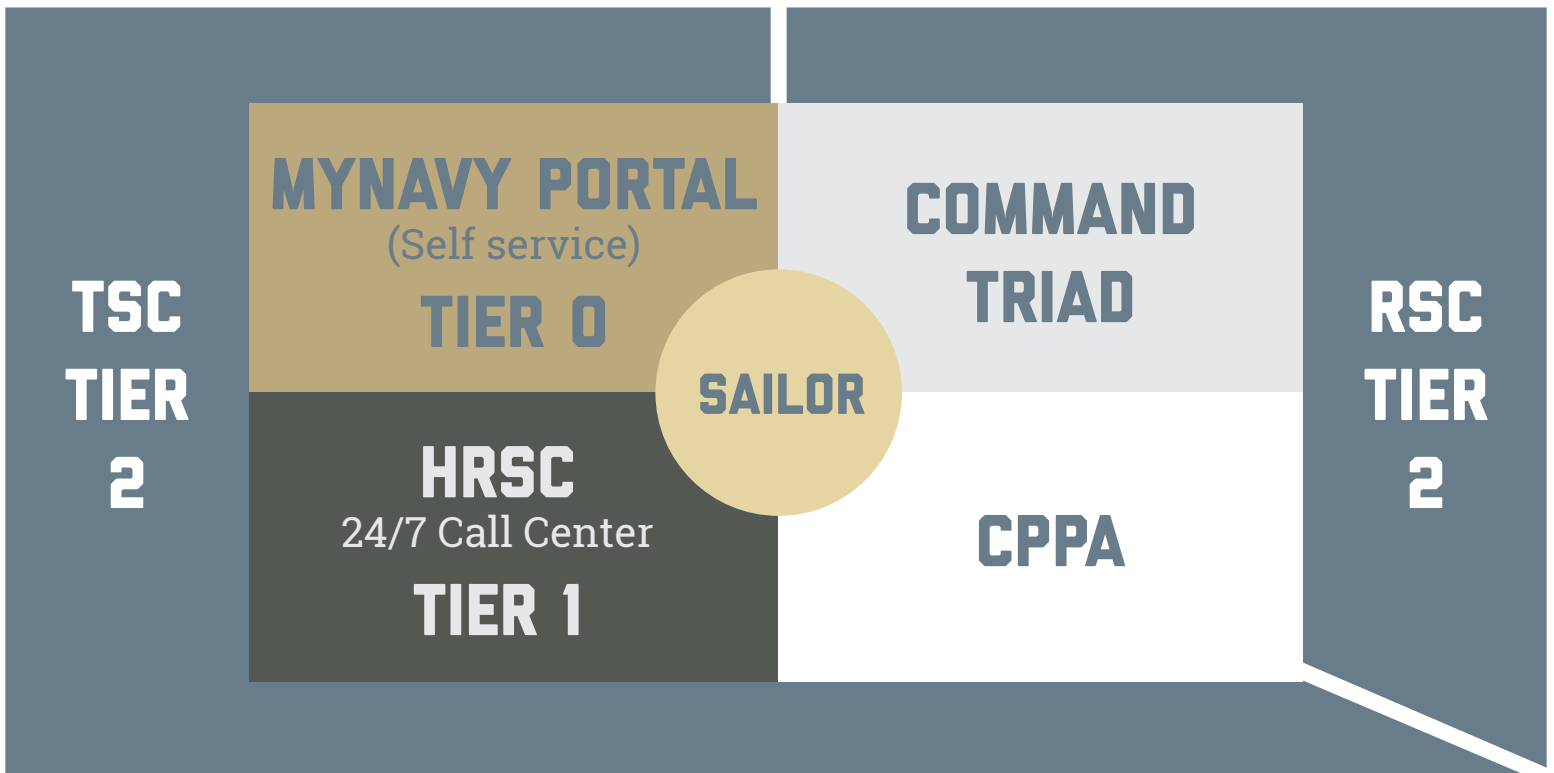 TSC
TIER
2
MYNAVY PORTAL
(Self service)
TIER 0
COMMAND
TRIAD
SAILOR
HRSC
24/7 Call Center
TIER 1
CPPA
RSC
TIER
2